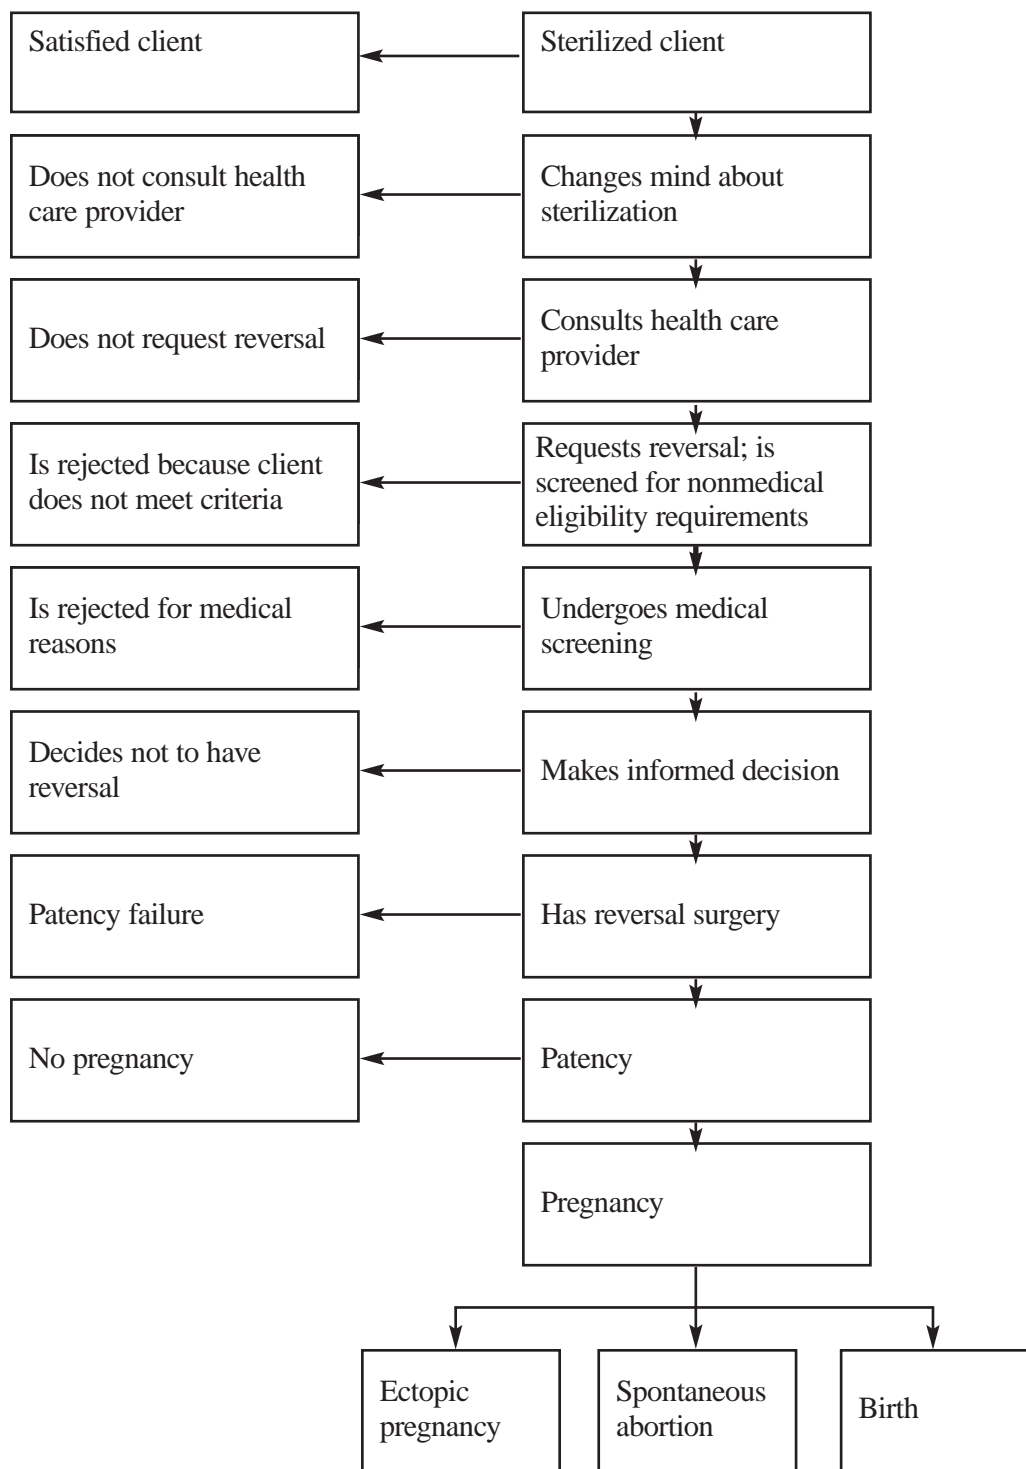 Satisfied client
Sterilized client
Does not consult health
care provider
Changes mind about
sterilization
Does not request reversal
Consults health care
provider
Is rejected because client
does not meet criteria
Requests reversal; is
screened for nonmedical
eligibility requirements
Is rejected for medical
reasons
Undergoes medical
screening
Decides not to have
reversal
Makes informed decision
Patency failure
Has reversal surgery
No pregnancy
Patency
Pregnancy
Ectopic
pregnancy
Spontaneous
abortion
Birth